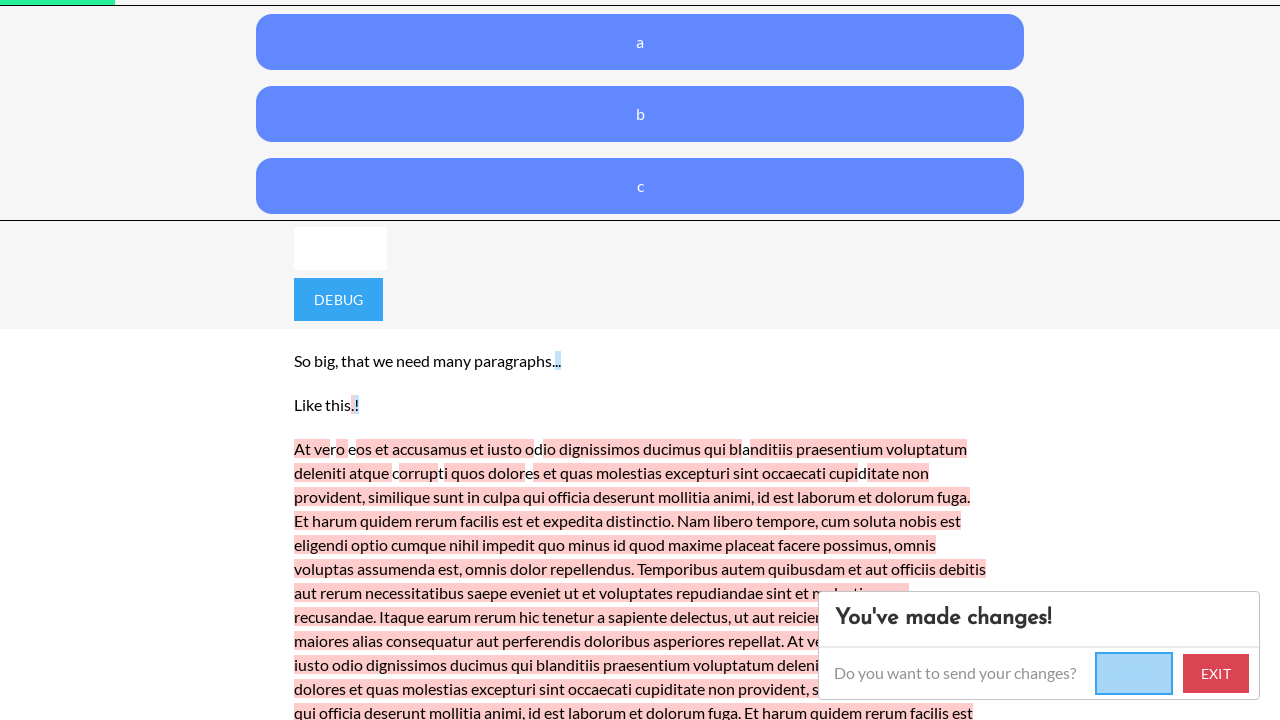 a
b
c
DEBUG
So big, that we need many paragraphs...
Like this.!
At vero eos et accusamus et iusto odio dignissimos ducimus qui blanditiis praesentium voluptatum
deleniti atque corrupti quos dolores et quas molestias excepturi sint occaecati cupiditate non
provident, similique sunt in culpa qui officia deserunt mollitia animi, id est laborum et dolorum fuga.
Et harum quidem rerum facilis est et expedita distinctio. Nam libero tempore, cum soluta nobis est
eligendi optio cumque nihil impedit quo minus id quod maxime placeat facere possimus, omnis
voluptas assumenda est, omnis dolor repellendus. Temporibus autem quibusdam et aut officiis debitis
aut rerum necessitatibus saepe eveniet ut et voluptates repudiandae sint et
recusandae. Itaque earum rerum hic tenetur a sapiente delectus, ut aut
maiores alias consequatur aut perferendis doloribus asperiores repellat. At
iusto odio dignissimos ducimus qui blanditiis praesentium voluptatum
dolores et quas molestias excepturi sint occaecati cupiditate non provident,
qui officia deserunt mollitia animi, id est laborum et dolorum fuga. Et harum quidem rerum facilis est
You've made changes!
Do you want to send your changes?
EXIT